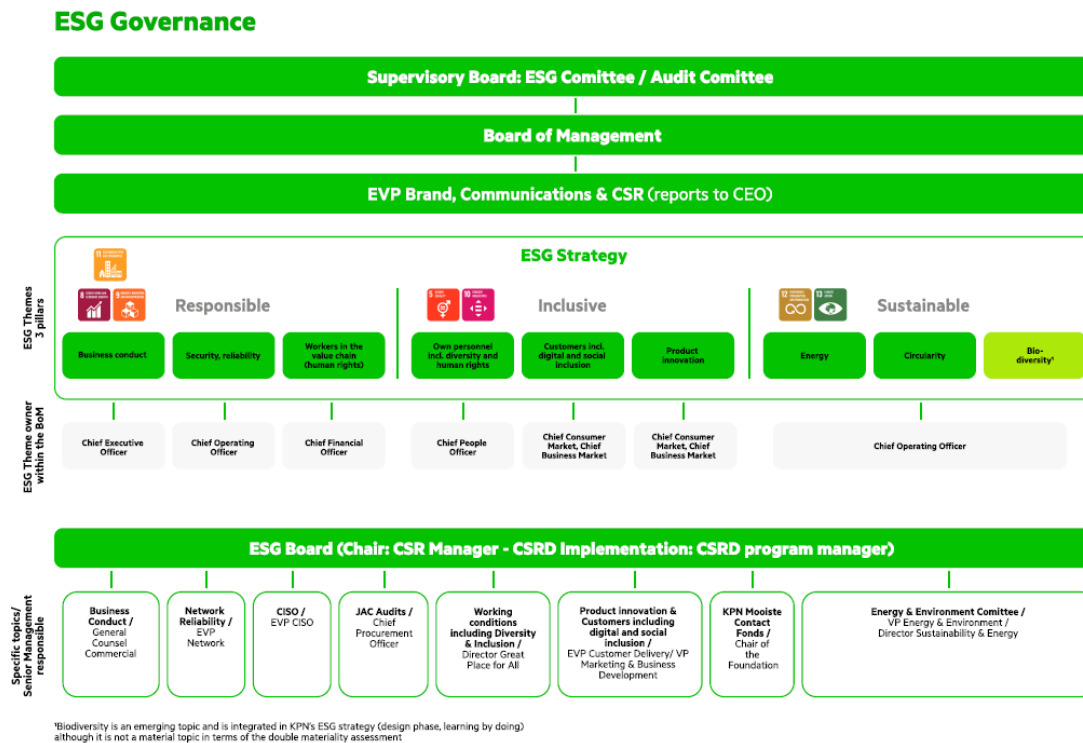 ESG Governance
Supervisory Board: ESG Comittee / Audit Comittee
Board of Management
EVP Brand, Communications & CSR (reports to CEO)
ESG Strategy
ESG Themes
3 pillars
11
8
9
Responsible
5
10
Inclusive
12
13
Sustainable
Business conduct
Security, reliability
Workers in the
value chain
(human rights)
Own personnel
incl. diversity and
human rights
Customers incl.
digital and social
inclusion
Product
innovation
Energy
Circularity
Bio-
diversity¹
ESG Theme owner
within the BoM
Chief Executive
Officer
Chief Operating
Officer
Chief Financial
Officer
Chief People
Officer
Chief Consumer
Market, Chief
Business Market
Chief Consumer
Market, Chief
Business Market
Chief Operating Officer
ESG Board (Chair: CSR Manager - CSRD Implementation: CSRD program manager)
Specific topics/
Senior Management
responsible
Business
Conduct /
General
Counsel
Commercial
Network
Reliability /
EVP
Network
CISO /
EVP CISO
JAC Audits /
Chief
Procurement
Officer
Working
conditions
including Diversity
& Inclusion /
Director Great
Place for All
Product innovation &
Customers including
digital and social
inclusion /
EVP Customer Delivery/ VP
Marketing & Business
Development
KPN Mooiste
Contact
Fonds /
Chair of
the
Foundation
Energy & Environment Comittee /
VP Energy & Environment /
Director Sustainability & Energy
¹Biodiversity is an emerging topic and is integrated in KPN's ESG strategy (design phase, learning by doing)
although it is not a material topic in terms of the double materiality assessment